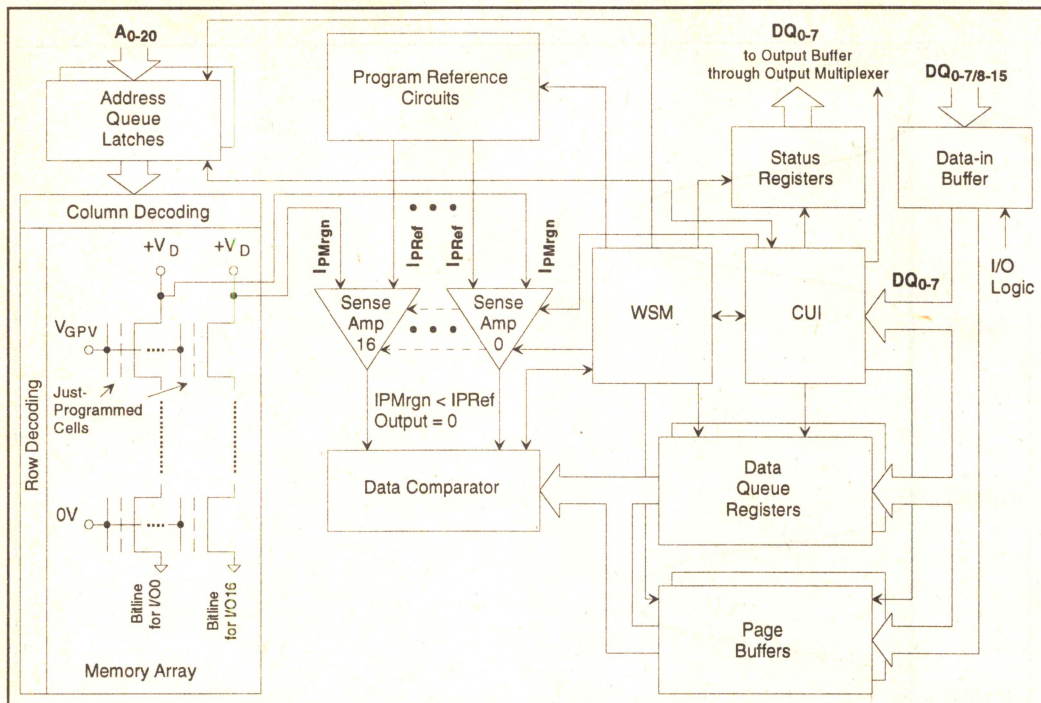 A0-20
Address
Queue
Latches
Program Reference
Circuits
DQ0-7
to Output Buffer
through Output Multiplexer
DQ0-7/8-15
Status
Registers
Data-in
Buffer
Column Decoding
+VD
+VD
IPMrgn
IPRef
IPRef
IPMrgn
Sense
Amp
16
Sense
Amp
0
WSM
CUI
DQ0-7
I/O
Logic
VGPV
Just-
Programmed
Cells
Row Decoding
IPMrgn < IPRef
Output = 0
Data Comparator
Data
Queue
Registers
0V
Bitline
for I/O0
Bitline
for I/O16
Memory Array
Page
Buffers